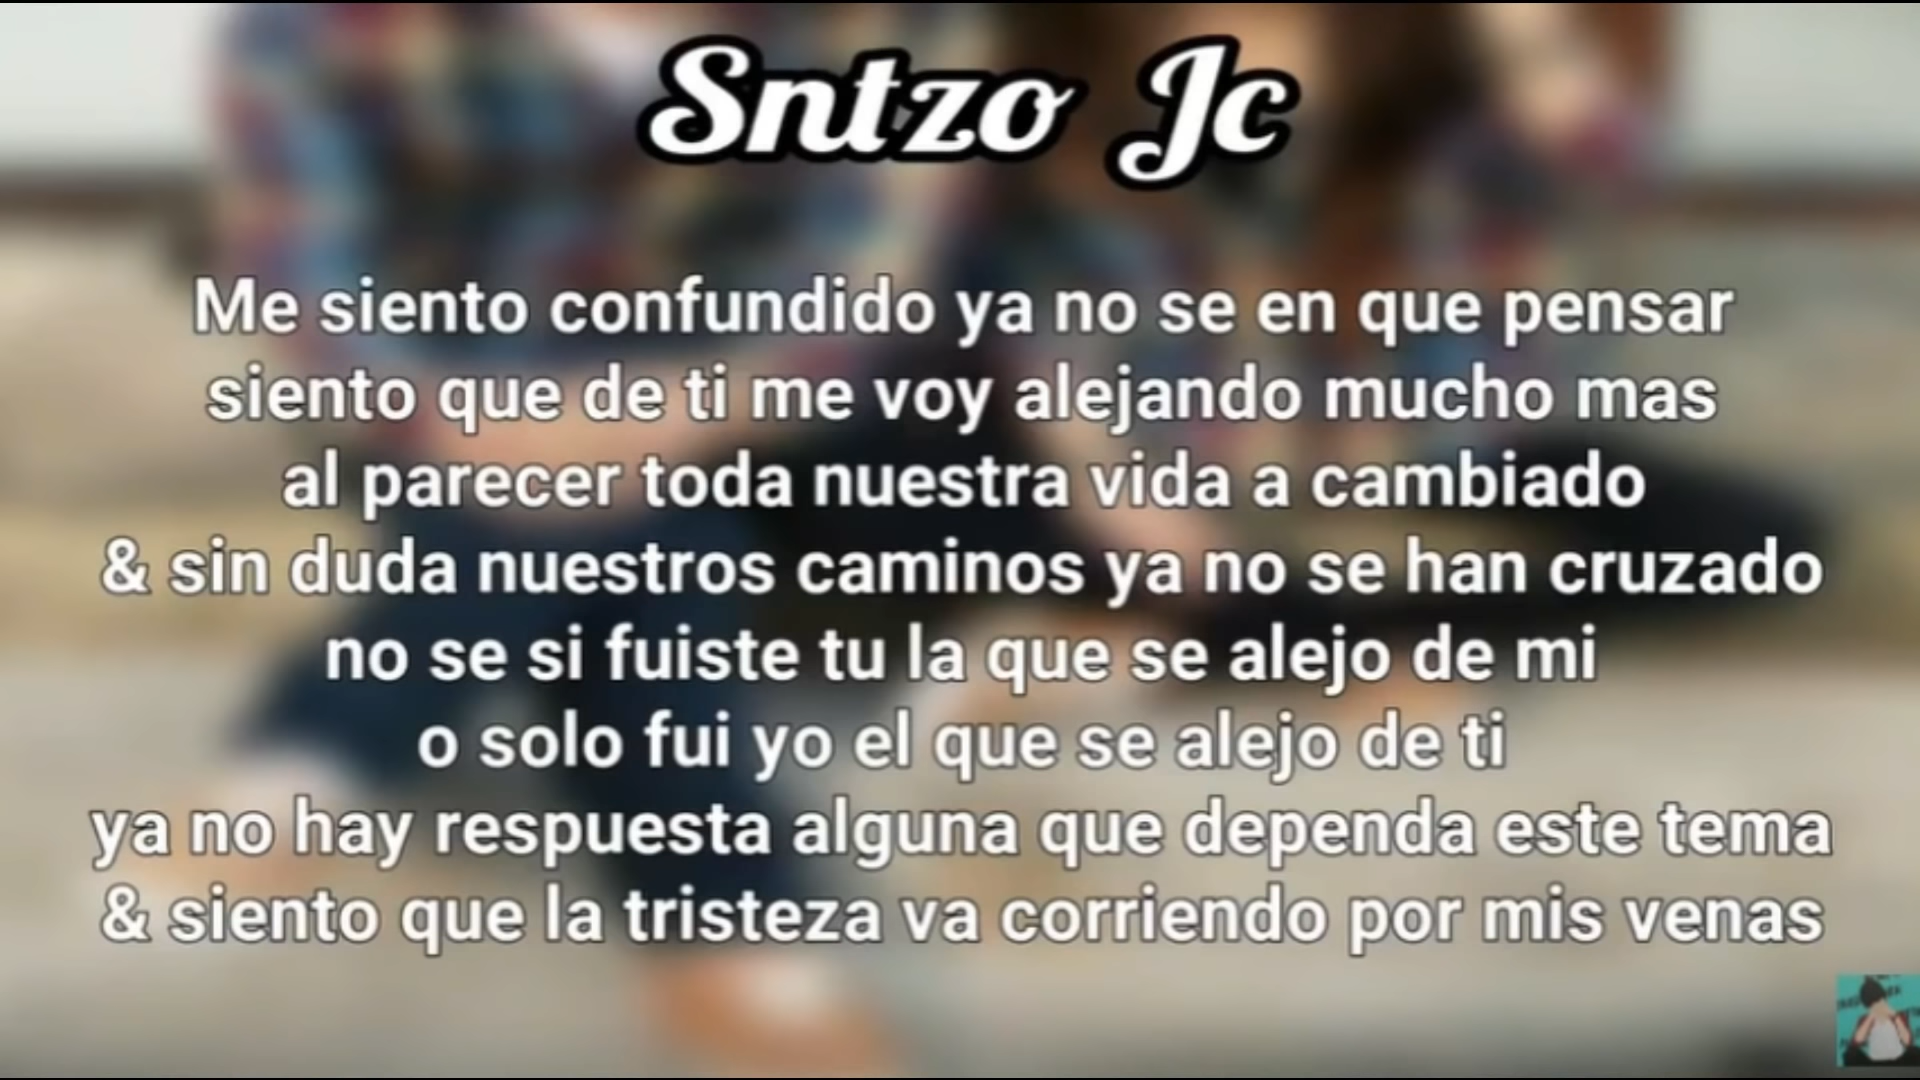 Sntzo Jc
Me siento confundido ya no se en que pensar
siento que de ti me voy alejando mucho mas
al parecer toda nuestra vida a cambiado
& sin duda nuestros caminos ya no se han cruzado
no se si fuiste tu la que se alejo de mi
o solo fui yo el que se alejo de ti
ya no hay respuesta alguna que dependa este tema
& siento que la tristeza va corriendo por mis venas